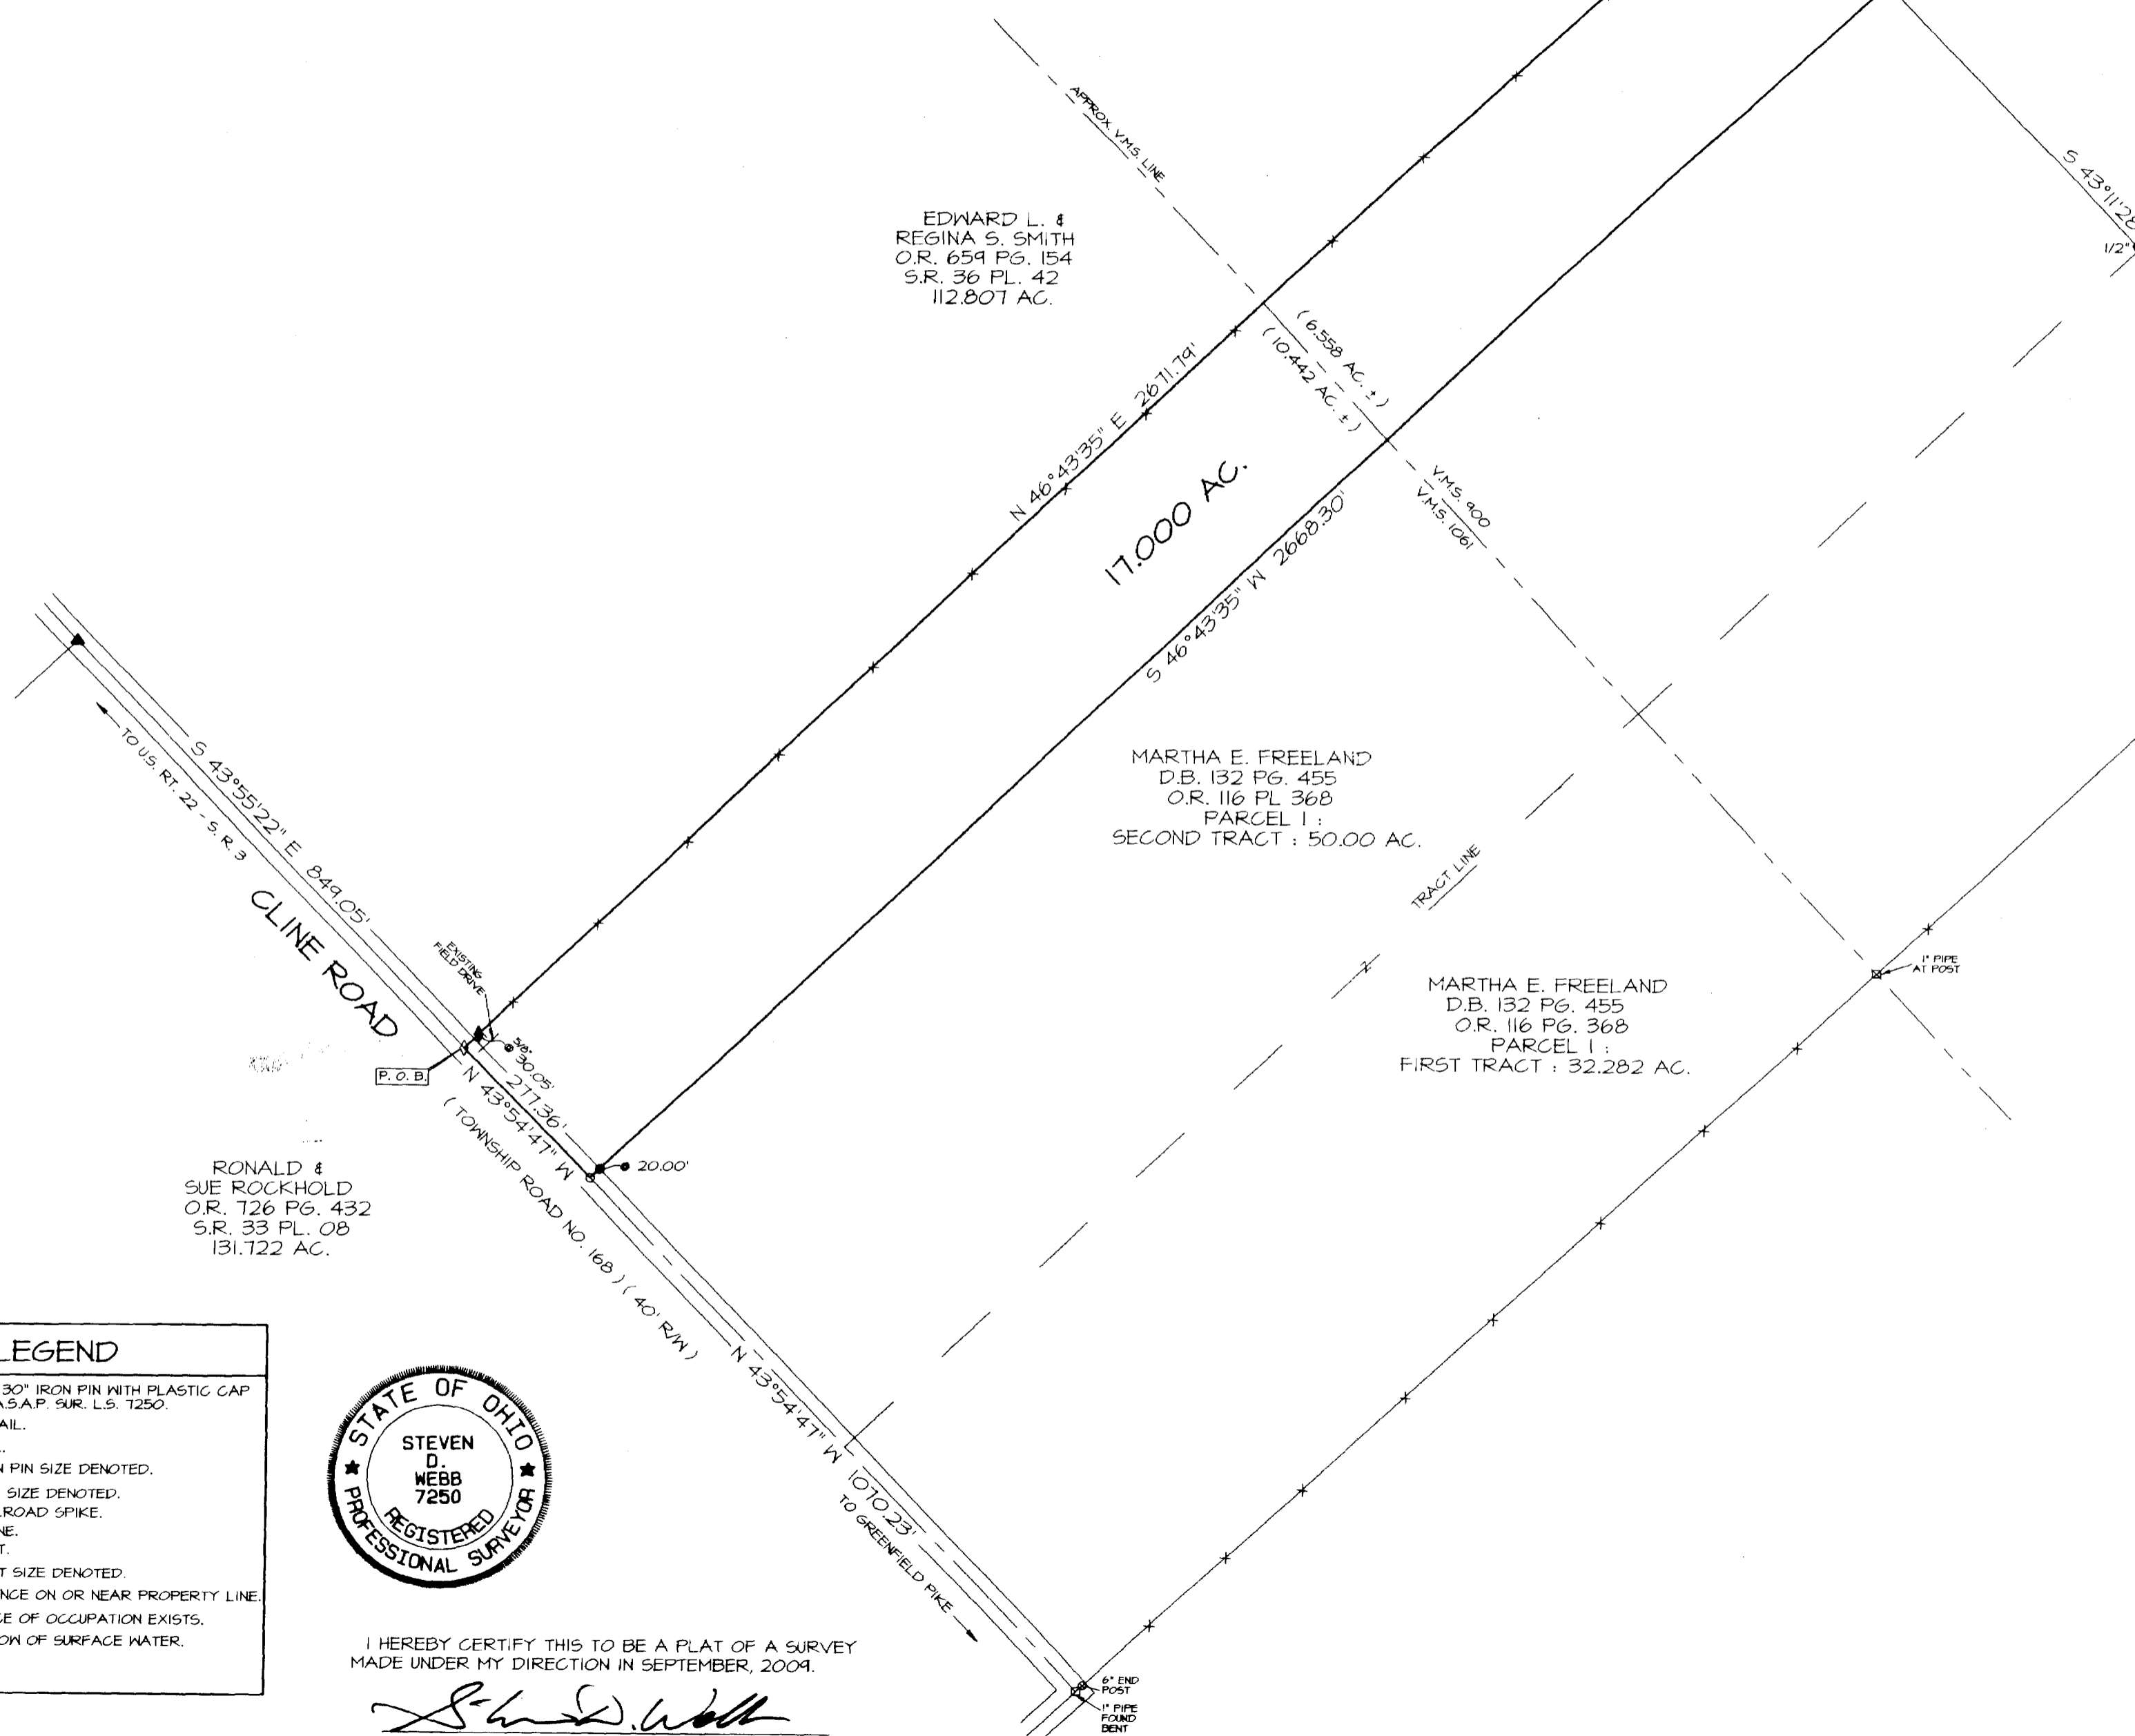 APPROX. V.M.S. LINE
S 43°11'28
1/2"
EDWARD L. &
REGINA S. SMITH
O.R. 659 PG. 154
S.R. 36 PL. 42
112.807 AC.
(6.558 AC. ±)
(10.442 AC. ±)
N 46°43'35" E 2671.79'
17.000 AC.
S 46°43'35" W 2668.30'
V.M.S. 900
V.M.S. 1061
S 43°55'22" E 849.05'
TO U.S. RT. 22 - S. R. 3
CLINE ROAD
MARTHA E. FREELAND
D.B. 132 PG. 455
O.R. 116 PL 368
PARCEL 1 :
SECOND TRACT : 50.00 AC.
TRACT LINE
EXISTING
FIELD DRIVE
1" PIPE
AT POST
MARTHA E. FREELAND
D.B. 132 PG. 455
O.R. 116 PG. 368
PARCEL 1 :
FIRST TRACT : 32.282 AC.
P. O. B.
5/8"
@ 30.05'
277.36'
N 43°54'47" W
(TOWNSHIP ROAD NO. 168) (40' R/W)
@ 20.00'
RONALD &
SUE ROCKHOLD
O.R. 726 PG. 432
S.R. 33 PL. 08
131.722 AC.
N 43°54'47" W 1070.23'
TO GREENFIELD PIKE
LEGEND
30" IRON PIN WITH PLASTIC CAP
A.S.A.P. SUR. L.S. 7250.
AIL.
.
N PIN SIZE DENOTED.
SIZE DENOTED.
ROAD SPIKE.
NE.
T.
T SIZE DENOTED.
NCE ON OR NEAR PROPERTY LINE.
CE OF OCCUPATION EXISTS.
OW OF SURFACE WATER.
STATE OF OHIO
STEVEN
D.
WEBB
7250
REGISTERED
PROFESSIONAL SURVEYOR
I HEREBY CERTIFY THIS TO BE A PLAT OF A SURVEY
MADE UNDER MY DIRECTION IN SEPTEMBER, 2009.
6" END
POST
1" PIPE
FOUND
BENT